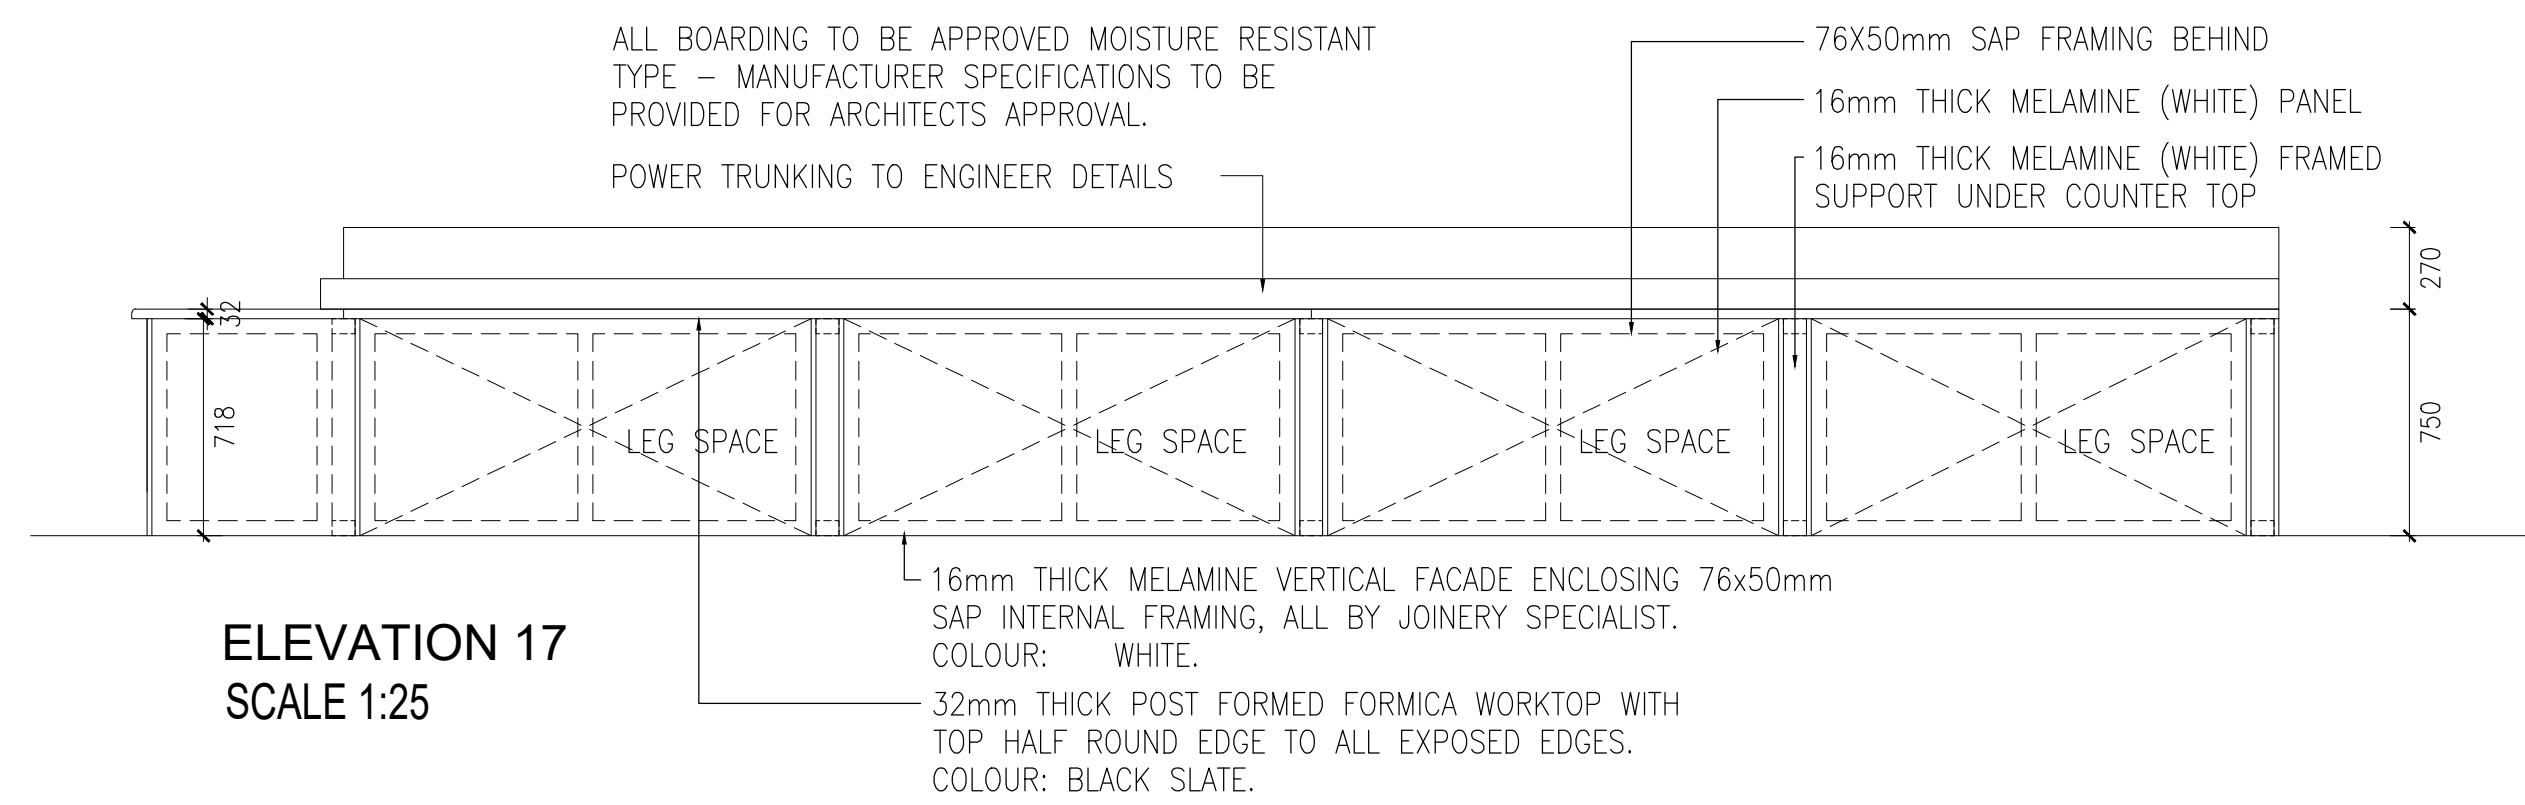 ALL BOARDING TO BE APPROVED MOISTURE RESISTANT
TYPE – MANUFACTURER SPECIFICATIONS TO BE
PROVIDED FOR ARCHITECTS APPROVAL.
POWER TRUNKING TO ENGINEER DETAILS
76X50mm SAP FRAMING BEHIND
16mm THICK MELAMINE (WHITE) PANEL
16mm THICK MELAMINE (WHITE) FRAMED
SUPPORT UNDER COUNTER TOP
270
32
718
LEG SPACE
LEG SPACE
LEG SPACE
LEG SPACE
750
16mm THICK MELAMINE VERTICAL FACADE ENCLOSING 76x50mm
SAP INTERNAL FRAMING, ALL BY JOINERY SPECIALIST.
COLOUR: WHITE.
ELEVATION 17
SCALE 1:25
32mm THICK POST FORMED FORMICA WORKTOP WITH
TOP HALF ROUND EDGE TO ALL EXPOSED EDGES.
COLOUR: BLACK SLATE.